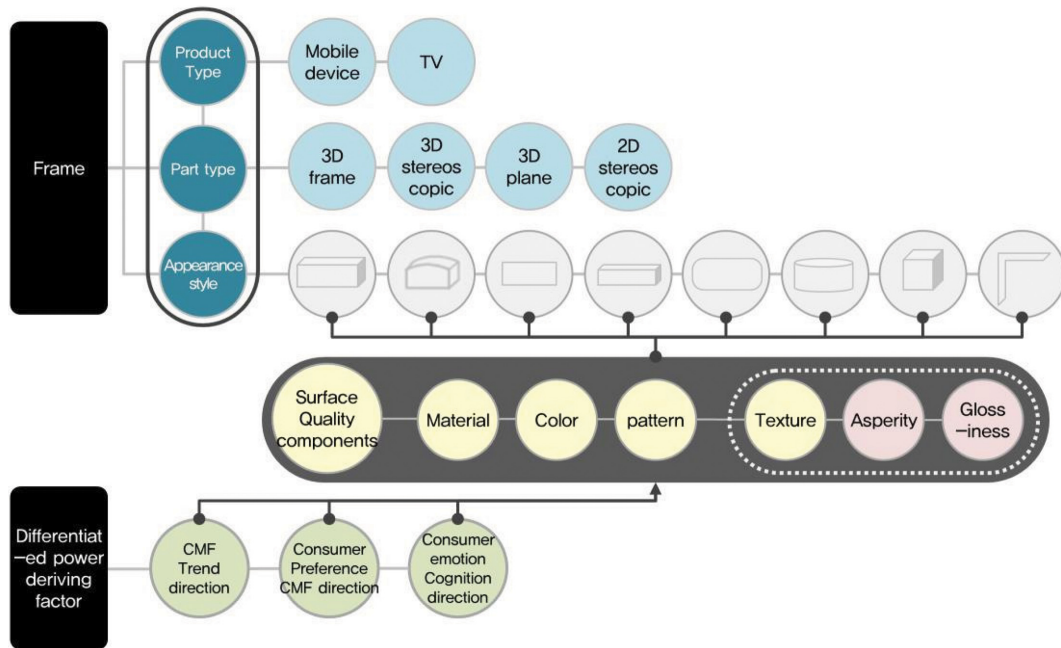 Frame
Product
Type
Mobile
device
TV
Part type
3D
frame
3D
stereos
copic
3D
plane
2D
stereos
copic
Appearance
style
Surface
Quality
components
Material
Color
pattern
Texture
Asperity
Gloss
-iness
Differentiat
-ed power
deriving
factor
CMF
Trend
direction
Consumer
Preference
CMF direction
Consumer
emotion
Cognition
direction